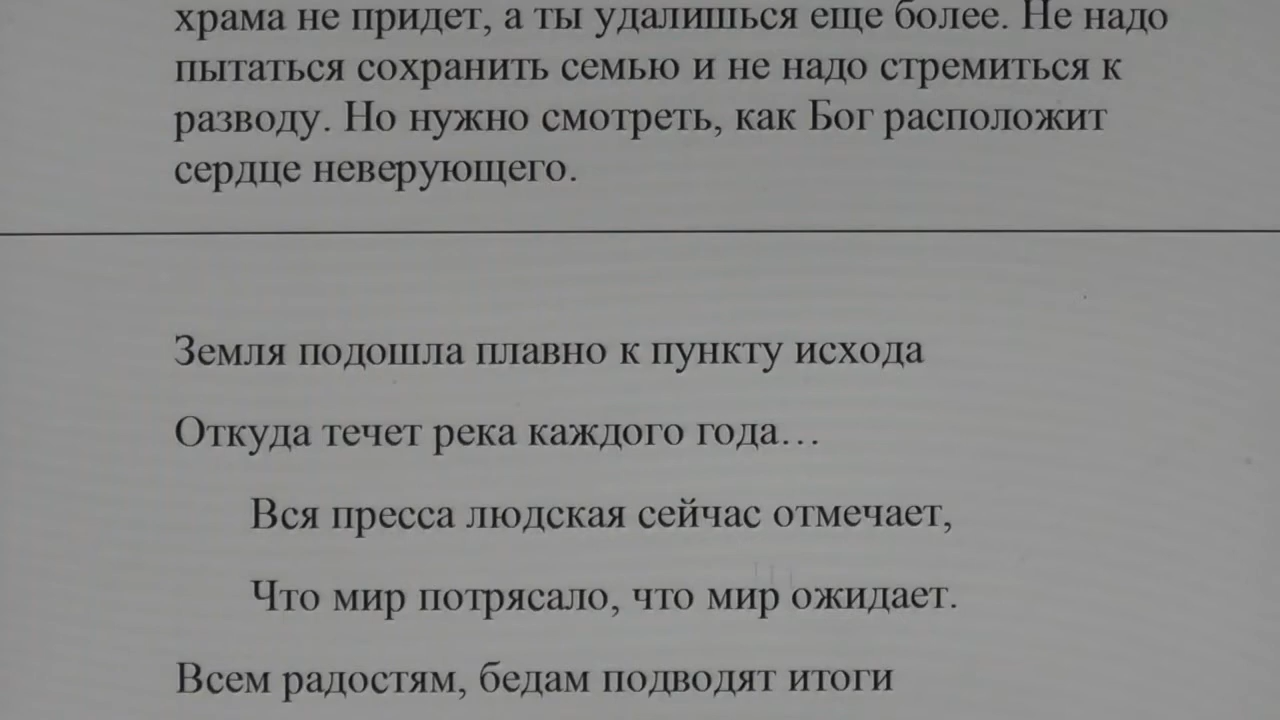 храма не придет, а ты удалишься еще более. Не надо
пытаться сохранить семью и не надо стремиться к
разводу. Но нужно смотреть, как Бог расположит
сердце неверующего.
Земля подошла плавно к пункту исхода
Откуда течет река каждого года…
Вся пресса людская сейчас отмечает,
Что мир потрясало, что мир ожидает.
Всем радостям, бедам подводят итоги